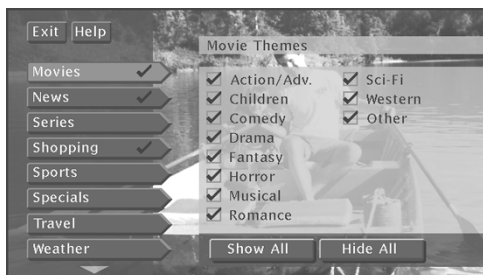 Exit Help
Movie Themes
Movies
News
Series
Shopping
Sports
Specials
Travel
Weather
Action/Adv.
Children
Comedy
Drama
Fantasy
Horror
Musical
Romance
Sci-Fi
Western
Other
Show All Hide All